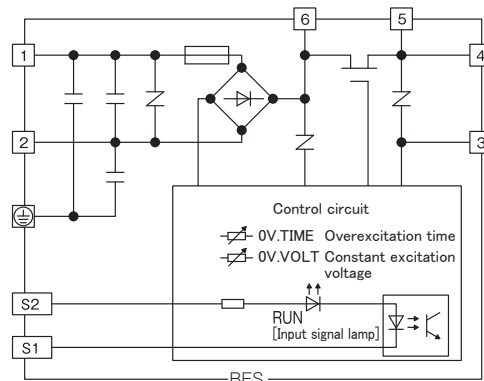 6
5
1
4
2
3
Control circuit
0V.TIME Overexcitation time
0V.VOLT Constant excitation
voltage
S2
RUN
[Input signal lamp]
S1